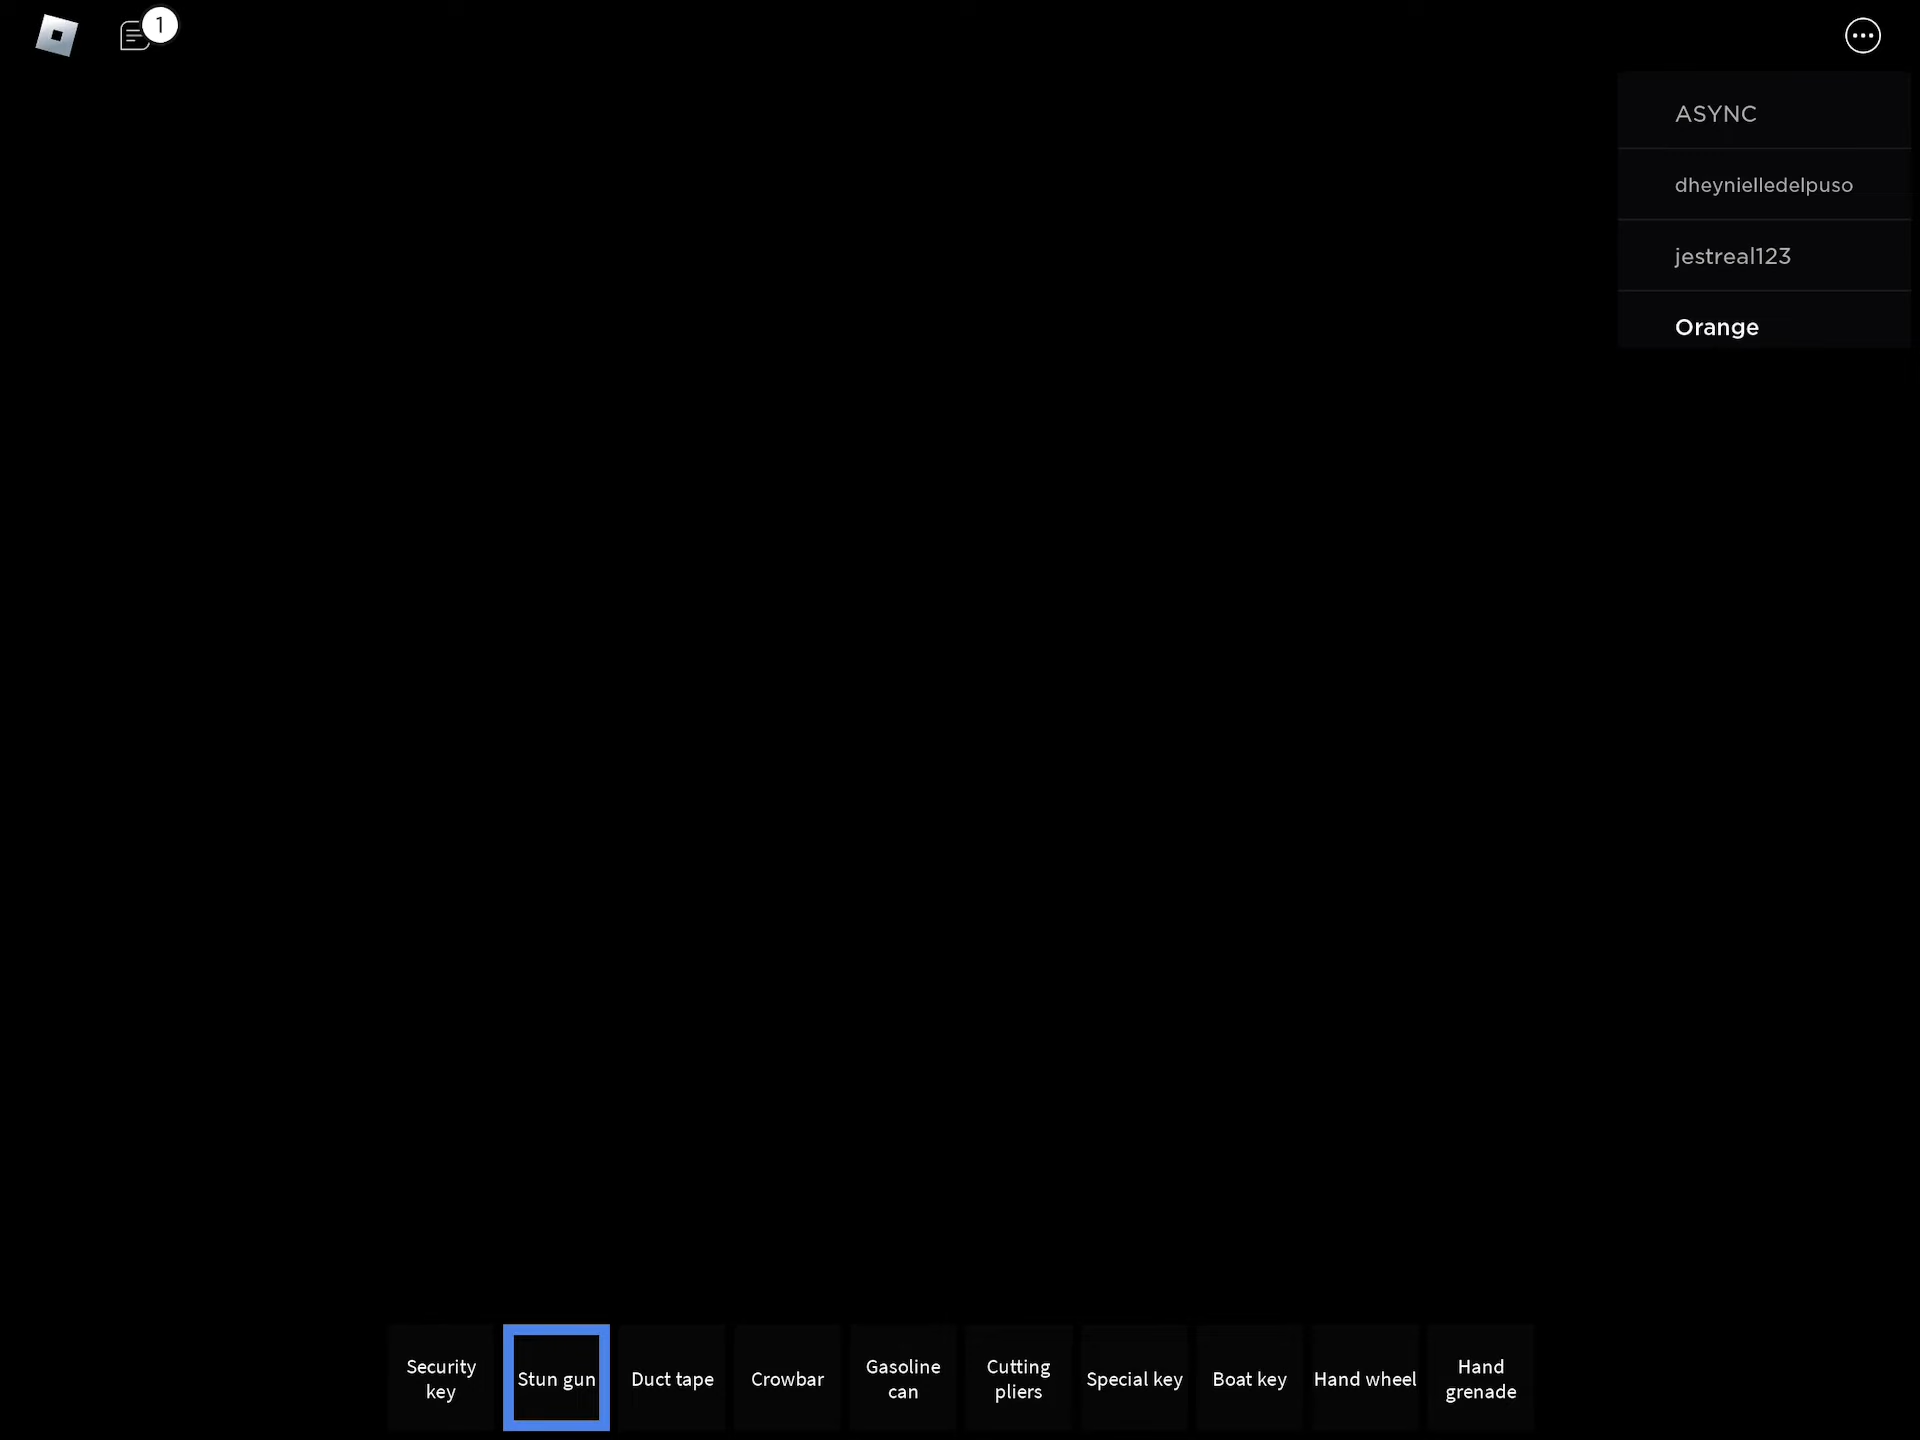 1
ASYNC
dheynielledelpuso
jestreal123
Orange
Security
key
Stun gun
Duct tape
Crowbar
Gasoline
can
Cutting
pliers
Special key
Boat key
Hand wheel
Hand
grenade